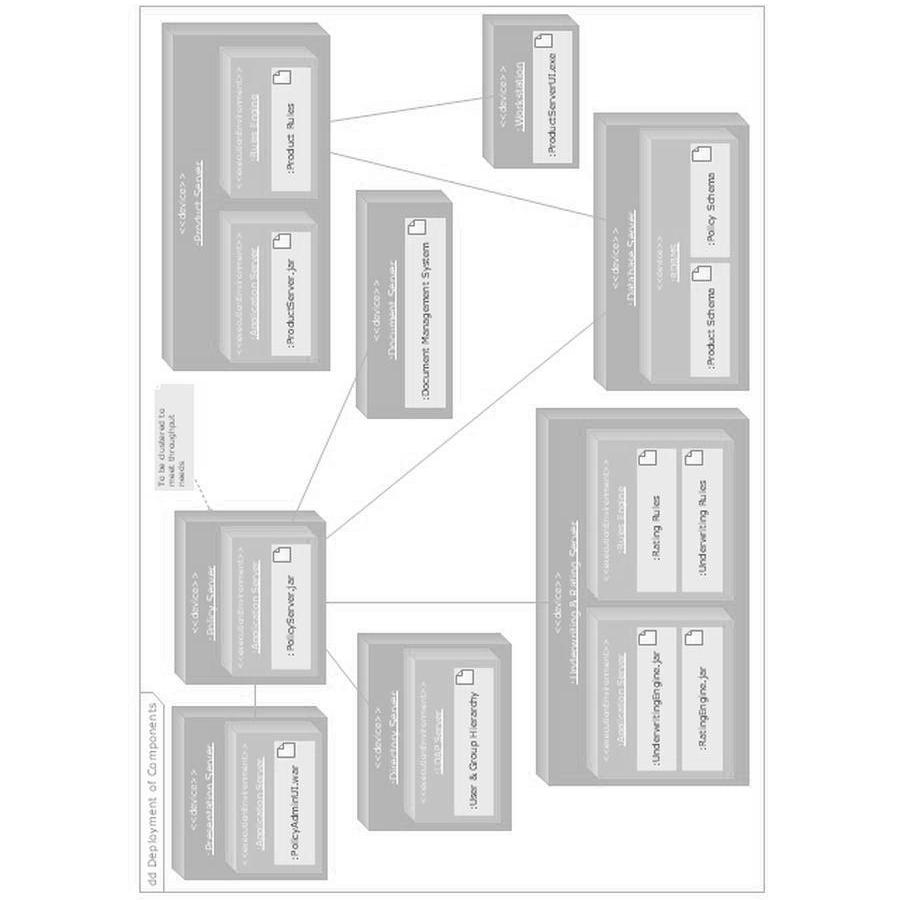 dd Deployment of Components
<<device>>
:Presentation Server
<<executionEnvironment>>
:Application Server
:PolicyAdminUI.war
<<device>>
:Policy Server
<<executionEnvironment>>
:Application Server
:PolicyServer.jar
To be clustered to
meet throughput
needs
<<device>>
:Product Server
<<executionEnvironment>>
:Application Server
:ProductServer.jar
<<executionEnvironment>>
:Rules Engine
:Product Rules
<<device>>
:Directory Server
<<executionEnvironment>>
:LDAP Server
:User & Group Hierarchy
<<device>>
:Document Server
:Document Management System
<<device>>
:Workstation
:ProductServerUI.exe
<<device>>
:Underwriting & Rating Server
<<executionEnvironment>>
:Application Server
:UnderwritingEngine.jar
:RatingEngine.jar
<<executionEnvironment>>
:Rules Engine
:Rating Rules
:Underwriting Rules
<<device>>
:Database Server
<<device>>
:RDBMS
:Product Schema
:Policy Schema